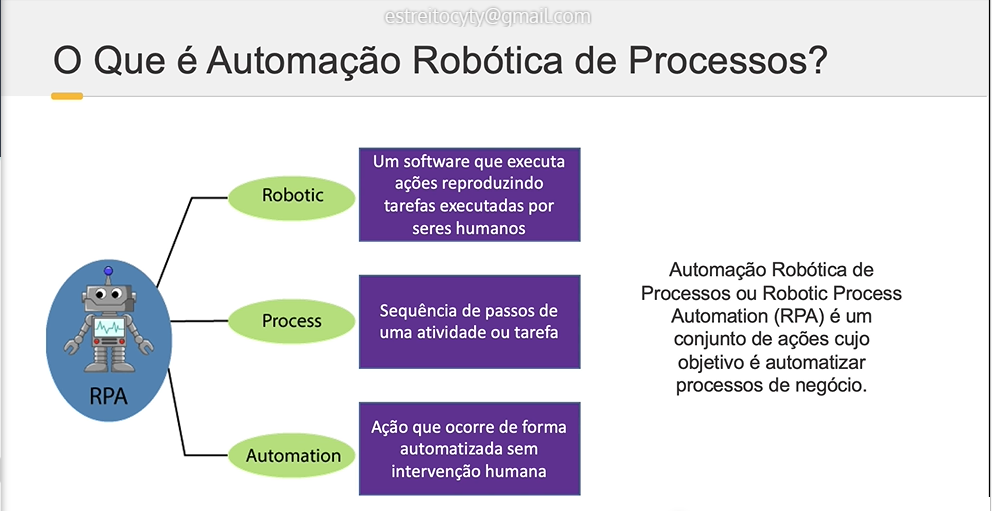 estreitocyty@gmail.com
O Que é Automação Robótica de Processos?
Robotic
Um software que executa
ações reproduzindo
tarefas executadas por
seres humanos
Process
Sequência de passos de
uma atividade ou tarefa
Automation
Ação que ocorre de forma
automatizada sem
intervenção humana
RPA
Automação Robótica de
Processos ou Robotic Process
Automation (RPA) é um
conjunto de ações cujo
objetivo é automatizar
processos de negócio.